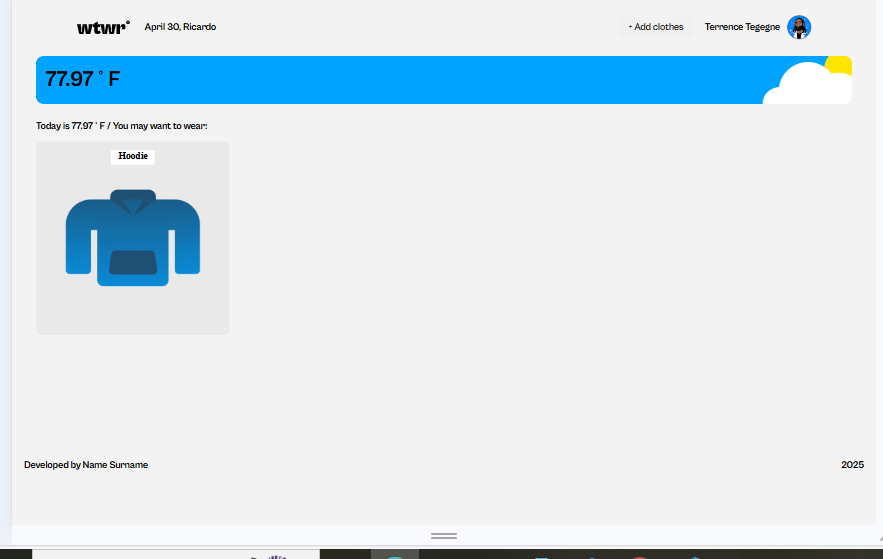 wtwr°
April 30, Ricardo
+ Add clothes
Terrence Tegegne
77.97 ° F
Today is 77.97 ° F / You may want to wear:
Hoodie
Developed by Name Surname
2025